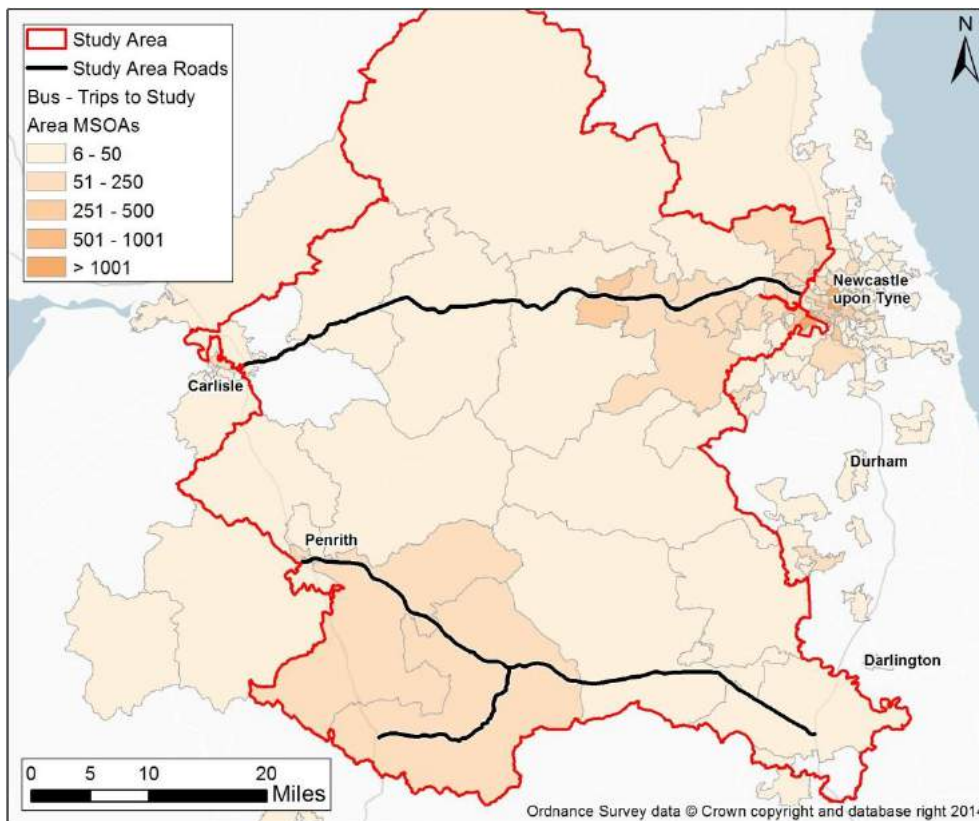 Study Area
Study Area Roads
Bus - Trips to Study
Area MSOAs
6 - 50
51 - 250
251 - 500
501 - 1001
> 1001
N
Newcastle
upon Tyne
Carlisle
Durham
Penrith
Darlington
0 5 10 20
Miles
Ordnance Survey data © Crown copyright and database right 2014